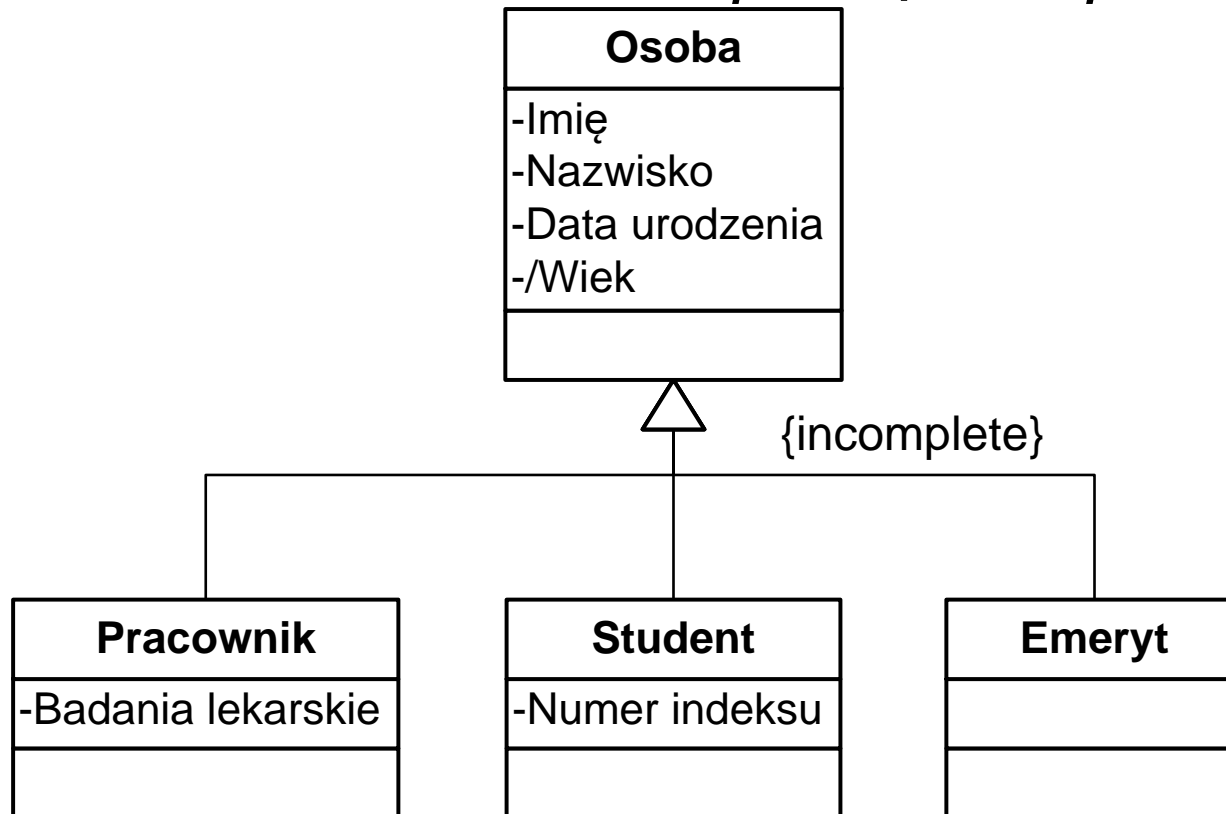 Osoba
-Imię
-Nazwisko
-Data urodzenia
-/Wiek
{incomplete}
Pracownik
-Badania lekarskie
Student
-Numer indeksu
Emeryt